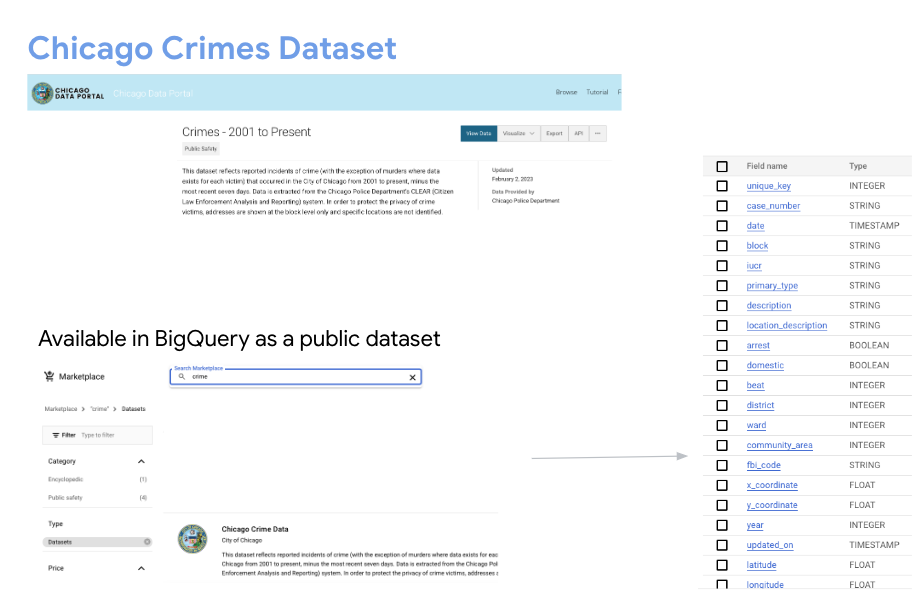 Chicago Crimes Dataset
CHICAGO
DATA PORTAL
Chicago Data Portal
Browse Tutorial F
Crimes - 2001 to Present
View Data Visualize Export API ...
Public Safety
This dataset reflects reported incidents of crime (with the exception of murders where data
exists for each victim) that occurred in the City of Chicago from 2001 to present, minus the
most recent seven days. Data is extracted from the Chicago Police Department's CLEAR (Citizen
Law Enforcement Analysis and Reporting) system. In order to protect the privacy of crime
victims, addresses are shown at the block level only and specific locations are not identified.
Updated
February 2, 2023
Data Provided by
Chicago Police Department
Available in BigQuery as a public dataset
Marketplace
Search Marketplace
crime
Marketplace > "crime" > Datasets
Filter Type to filter
Category
Encyclopedic (1)
Public safety (4)
Type
Datasets
Price
Chicago Crime Data
City of Chicago
This dataset reflects reported incidents of crime (with the exception of murders where data exists for eac
Chicago from 2001 to present, minus the most recent seven days. Data is extracted from the Chicago Pol
Enforcement Analysis and Reporting) system. In order to protect the privacy of crime victims, addresses s
Field name Type
unique_key INTEGER
case_number STRING
date TIMESTAMP
block STRING
iucr STRING
primary_type STRING
description STRING
location_description STRING
arrest BOOLEAN
domestic BOOLEAN
beat INTEGER
district INTEGER
ward INTEGER
community_area INTEGER
fbi_code STRING
x_coordinate FLOAT
y_coordinate FLOAT
year INTEGER
updated_on TIMESTAMP
latitude FLOAT
longitude FLOAT